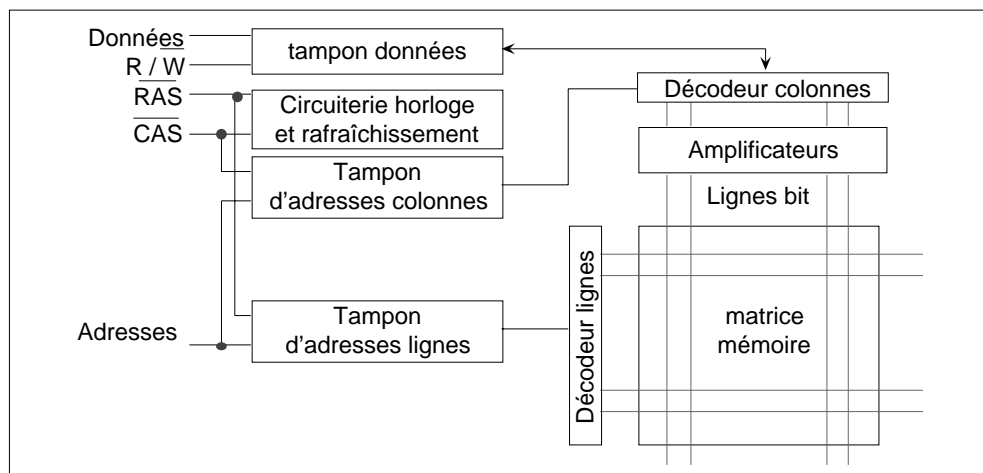 Données
R / W
RAS
CAS
tampon données
Circuiterie horloge
et rafraîchissement
Tampon
d'adresses colonnes
Décodeur colonnes
Amplificateurs
Lignes bit
Adresses
Tampon
d'adresses lignes
Décodeur lignes
matrice
mémoire